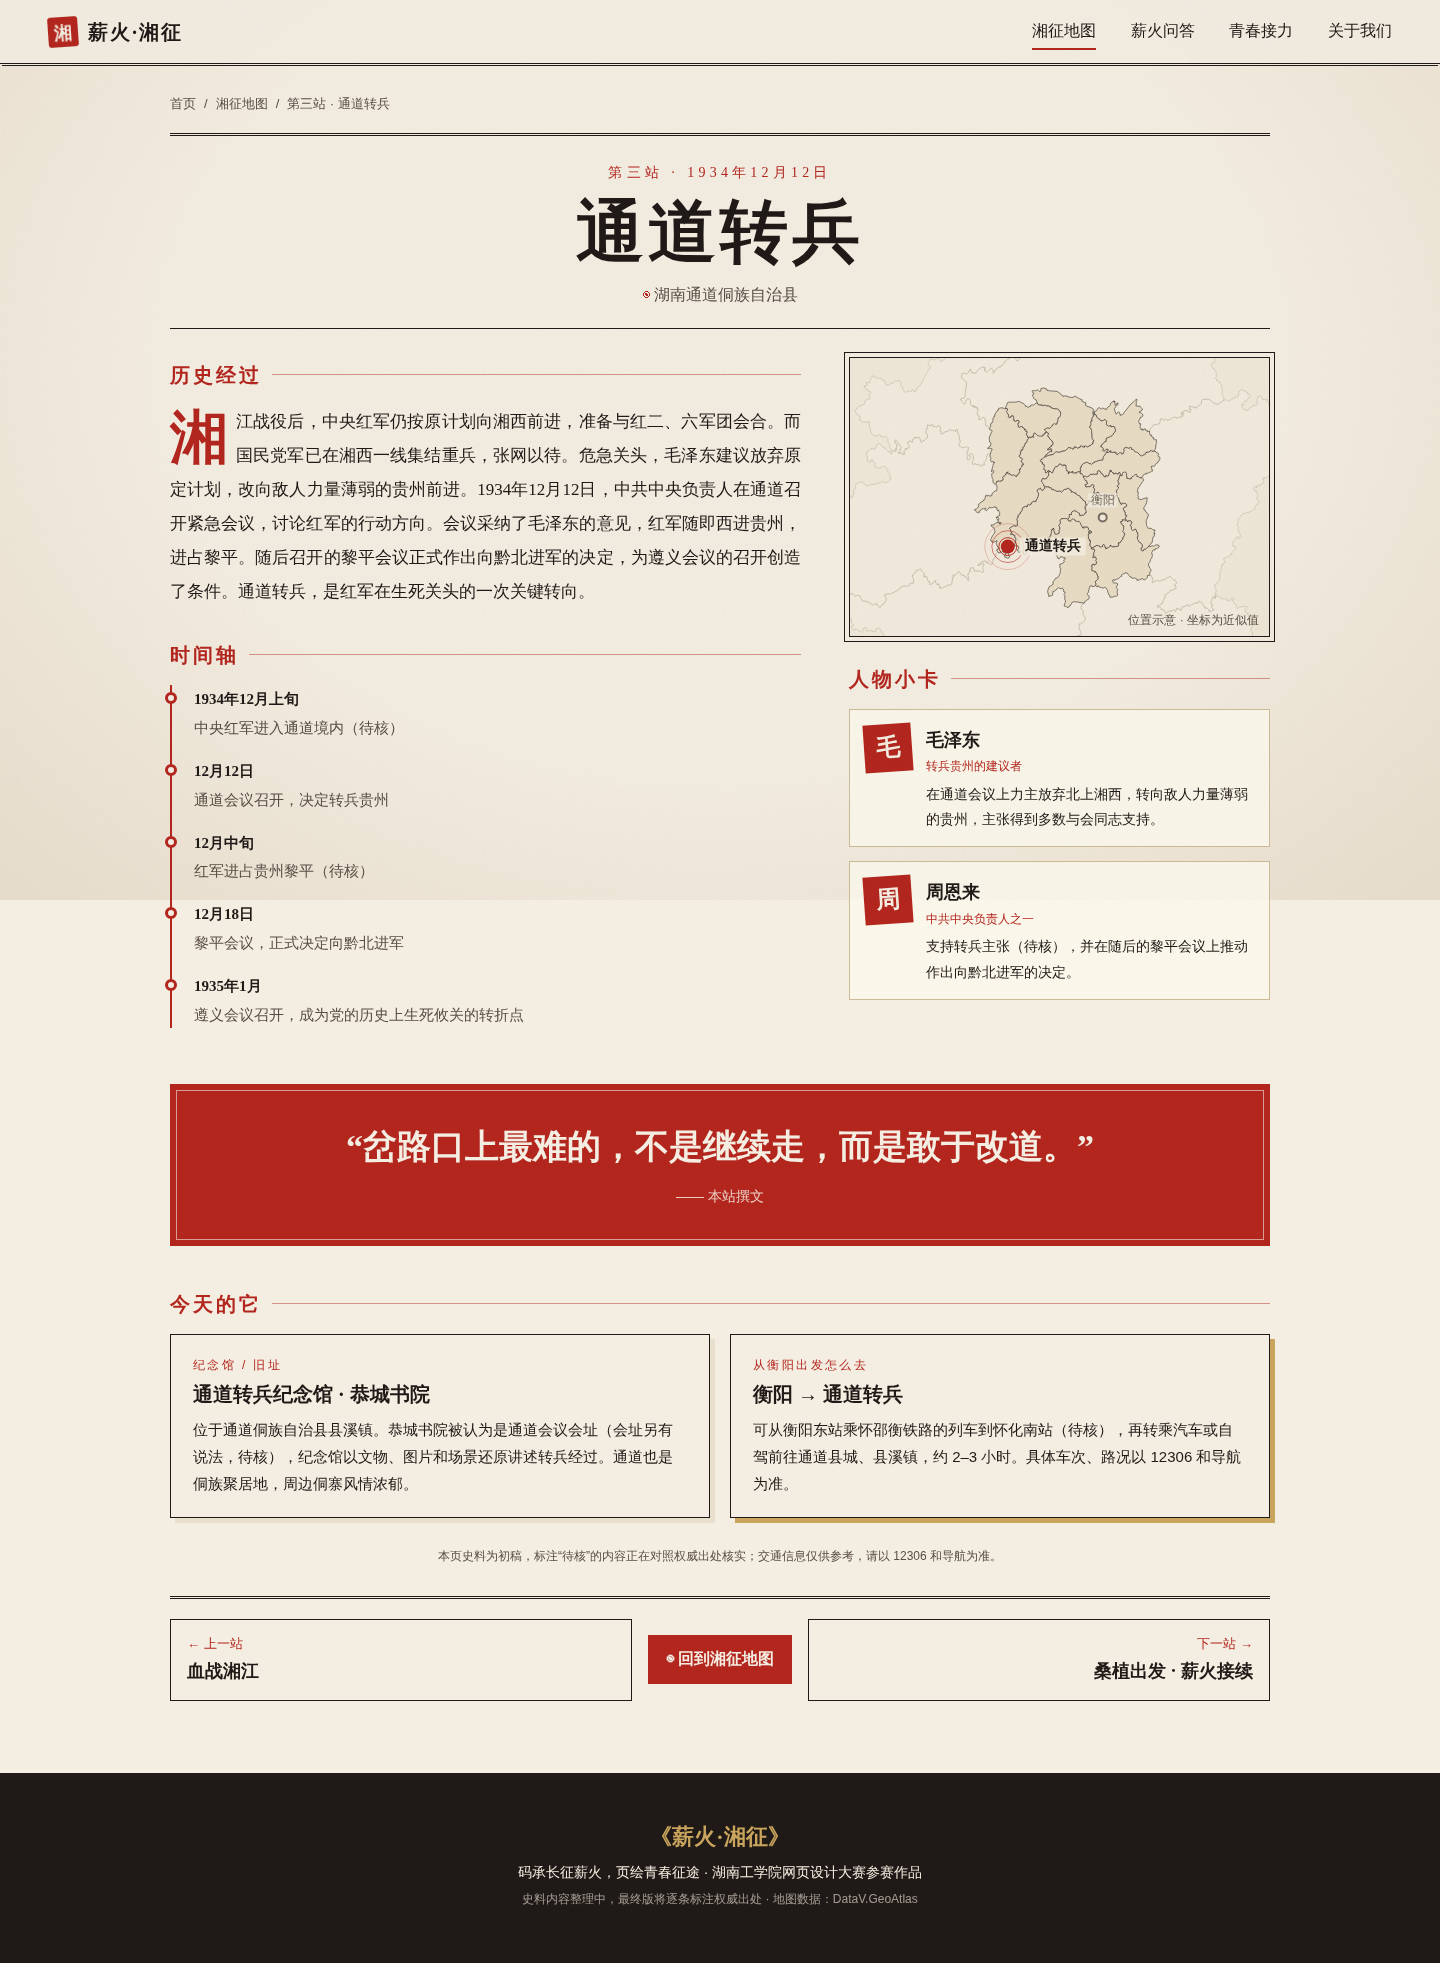 湘 薪火·湘征
湘征地图 薪火问答 青春接力 关于我们
首页 / 湘征地图 / 第三站 · 通道转兵
第三站 · 1934年12月12日
通道转兵
湖南通道侗族自治县
历史经过
湘江战役后，中央红军仍按原计划向湘西前进，准备与红二、六军团会合。而
国民党军已在湘西一线集结重兵，张网以待。危急关头，毛泽东建议放弃原
定计划，改向敌人力量薄弱的贵州前进。1934年12月12日，中共中央负责人在通道召
开紧急会议，讨论红军的行动方向。会议采纳了毛泽东的意见，红军随即西进贵州，
进占黎平。随后召开的黎平会议正式作出向黔北进军的决定，为遵义会议的召开创造
了条件。通道转兵，是红军在生死关头的一次关键转向。
时间轴
1934年12月上旬
中央红军进入通道境内（待核）
12月12日
通道会议召开，决定转兵贵州
12月中旬
红军进占贵州黎平（待核）
12月18日
黎平会议，正式决定向黔北进军
1935年1月
遵义会议召开，成为党的历史上生死攸关的转折点
衡阳
通道转兵
位置示意 · 坐标为近似值
人物小卡
毛
毛泽东
转兵贵州的建议者
在通道会议上力主放弃北上湘西，转向敌人力量薄弱
的贵州，主张得到多数与会同志支持。
周
周恩来
中共中央负责人之一
支持转兵主张（待核），并在随后的黎平会议上推动
作出向黔北进军的决定。
“岔路口上最难的，不是继续走，而是敢于改道。”
—— 本站撰文
今天的它
纪念馆 / 旧址
通道转兵纪念馆 · 恭城书院
位于通道侗族自治县县溪镇。恭城书院被认为是通道会议会址（会址另有
说法，待核），纪念馆以文物、图片和场景还原讲述转兵经过。通道也是
侗族聚居地，周边侗寨风情浓郁。
从衡阳出发怎么去
衡阳 → 通道转兵
可从衡阳东站乘怀邵衡铁路的列车到怀化南站（待核），再转乘汽车或自
驾前往通道县城、县溪镇，约 2–3 小时。具体车次、路况以 12306 和导航
为准。
本页史料为初稿，标注“待核”的内容正在对照权威出处核实；交通信息仅供参考，请以 12306 和导航为准。
← 上一站
血战湘江
回到湘征地图
下一站 →
桑植出发 · 薪火接续
《薪火·湘征》
码承长征薪火，页绘青春征途 · 湖南工学院网页设计大赛参赛作品
史料内容整理中，最终版将逐条标注权威出处 · 地图数据：DataV.GeoAtlas